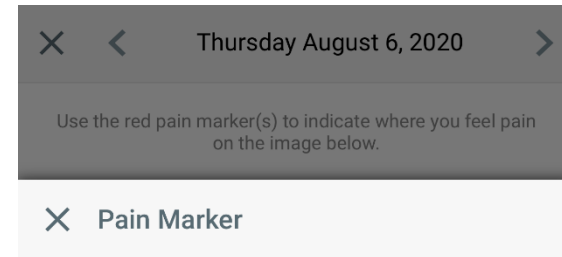 Thursday August 6, 2020
Use the red pain marker(s) to indicate where you feel pain
on the image below.
Pain Marker